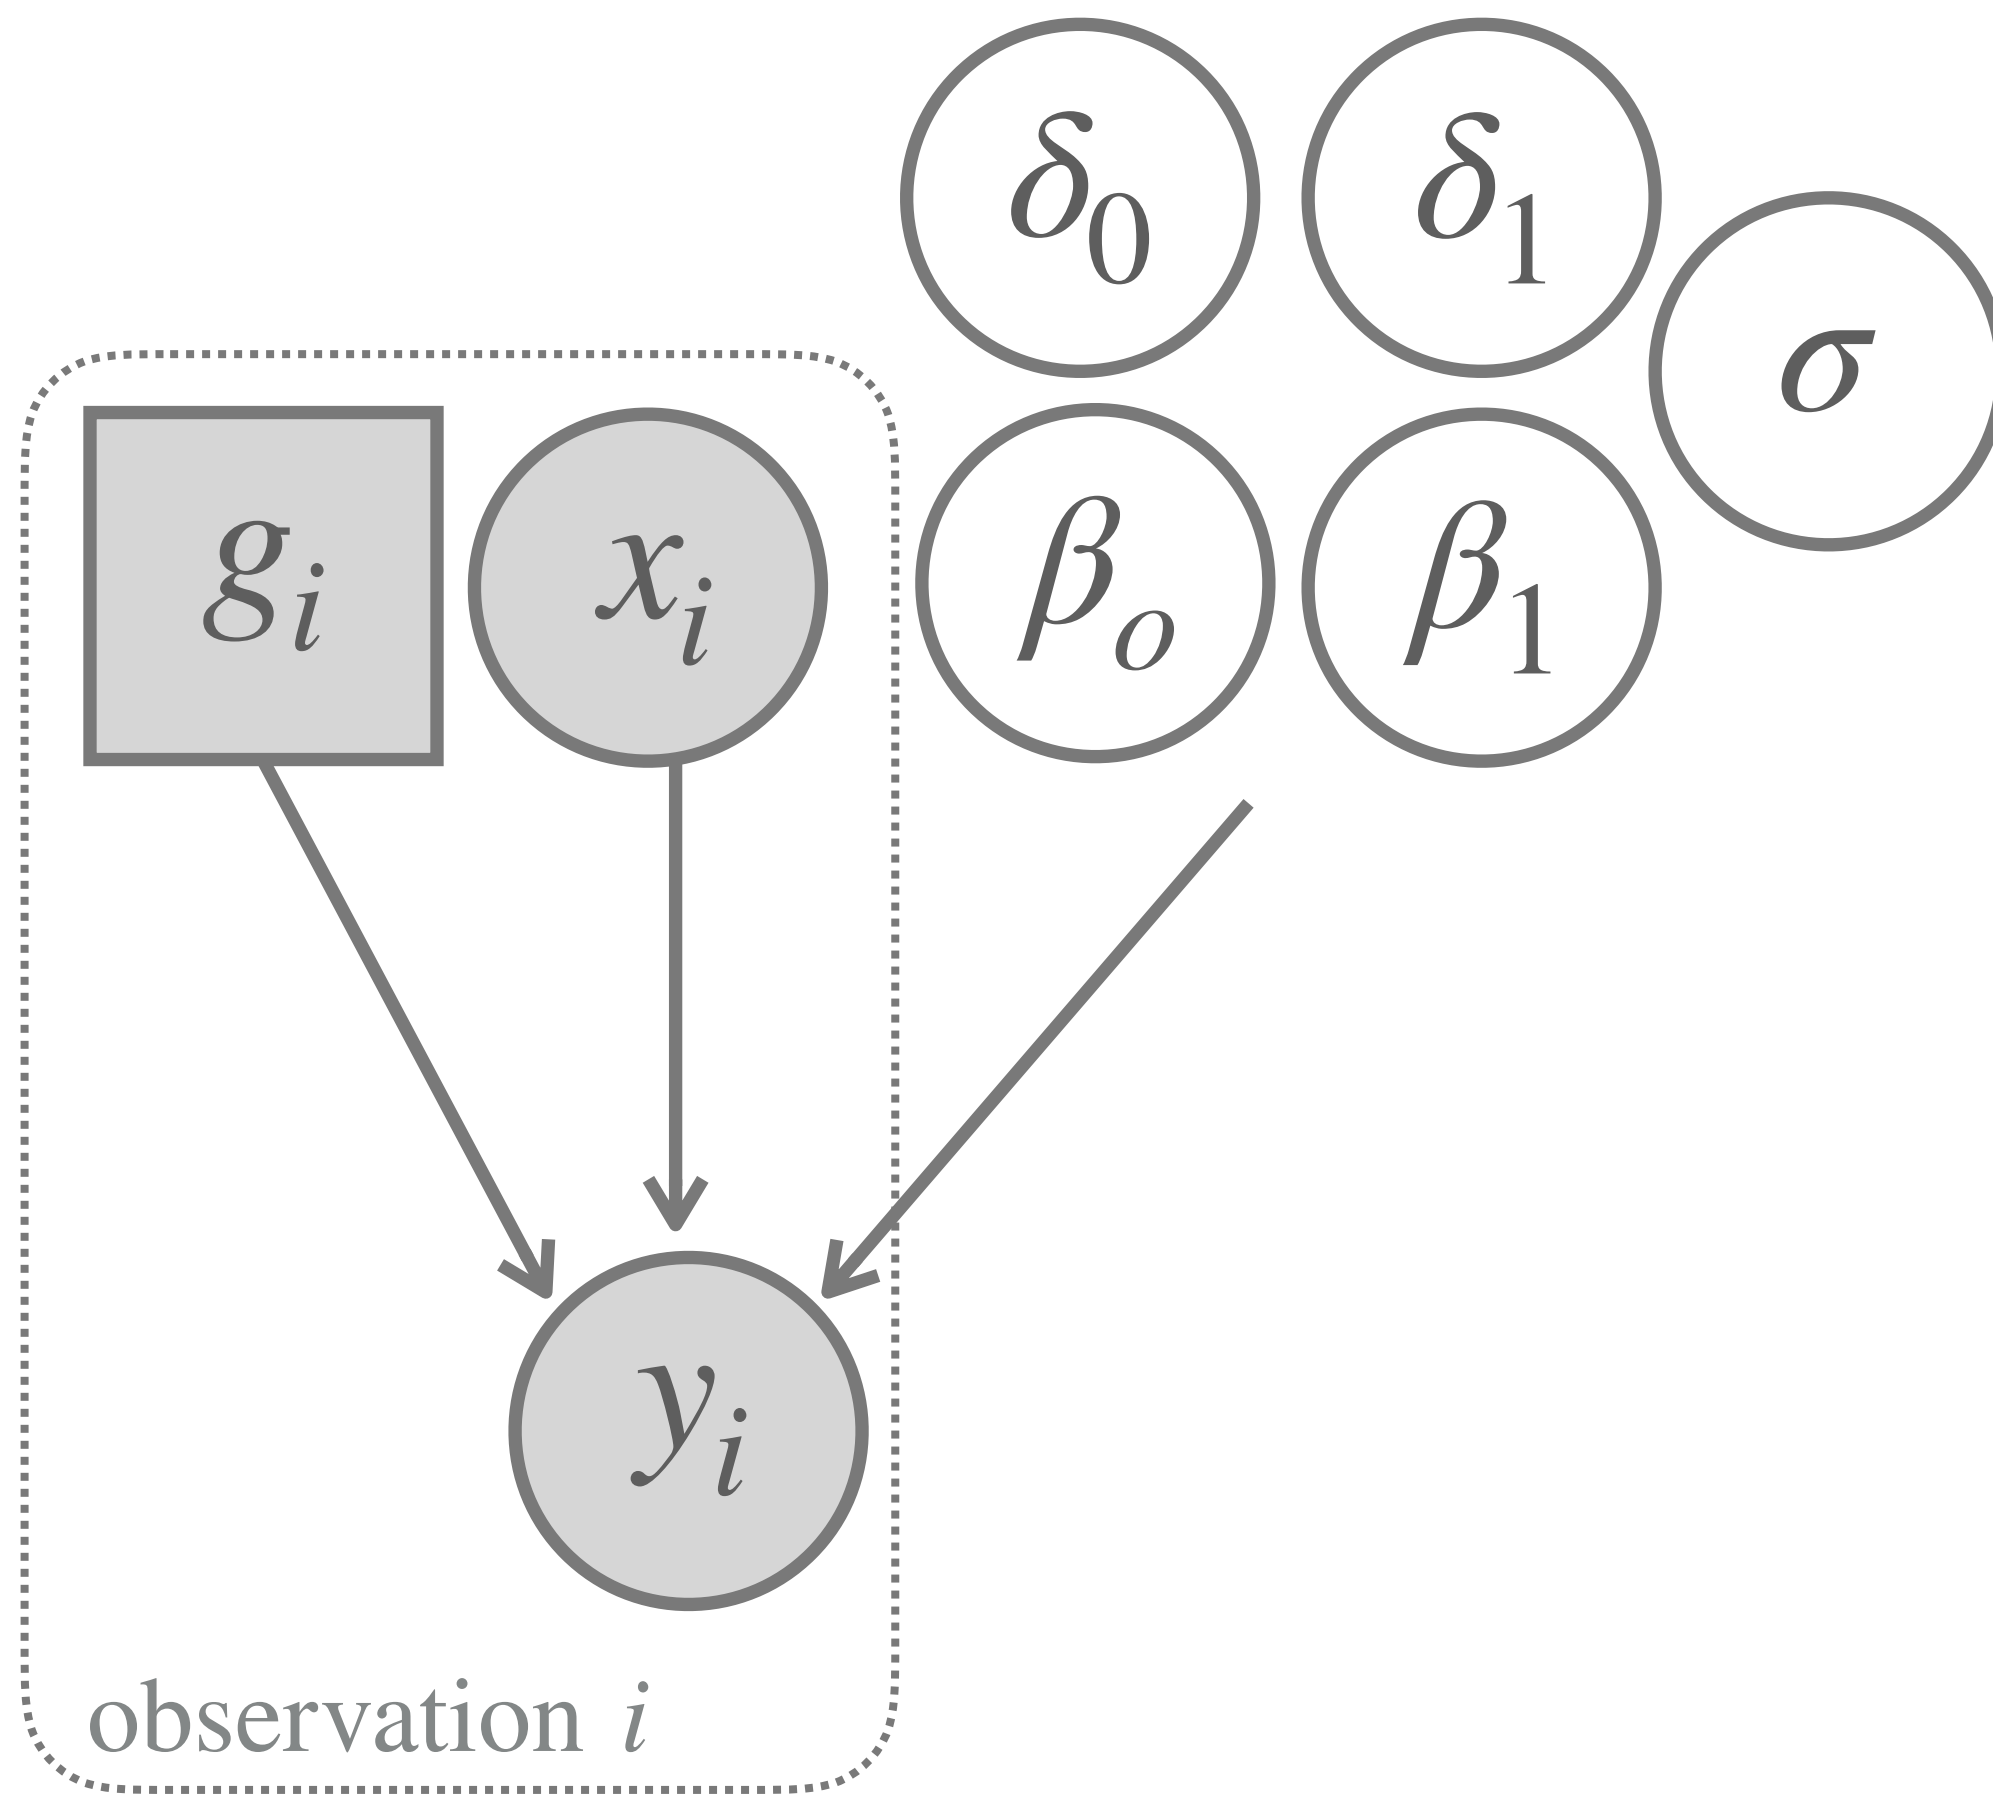 δ₀ δ₁
σ
gᵢ xᵢ βₒ β₁
yᵢ
observation i